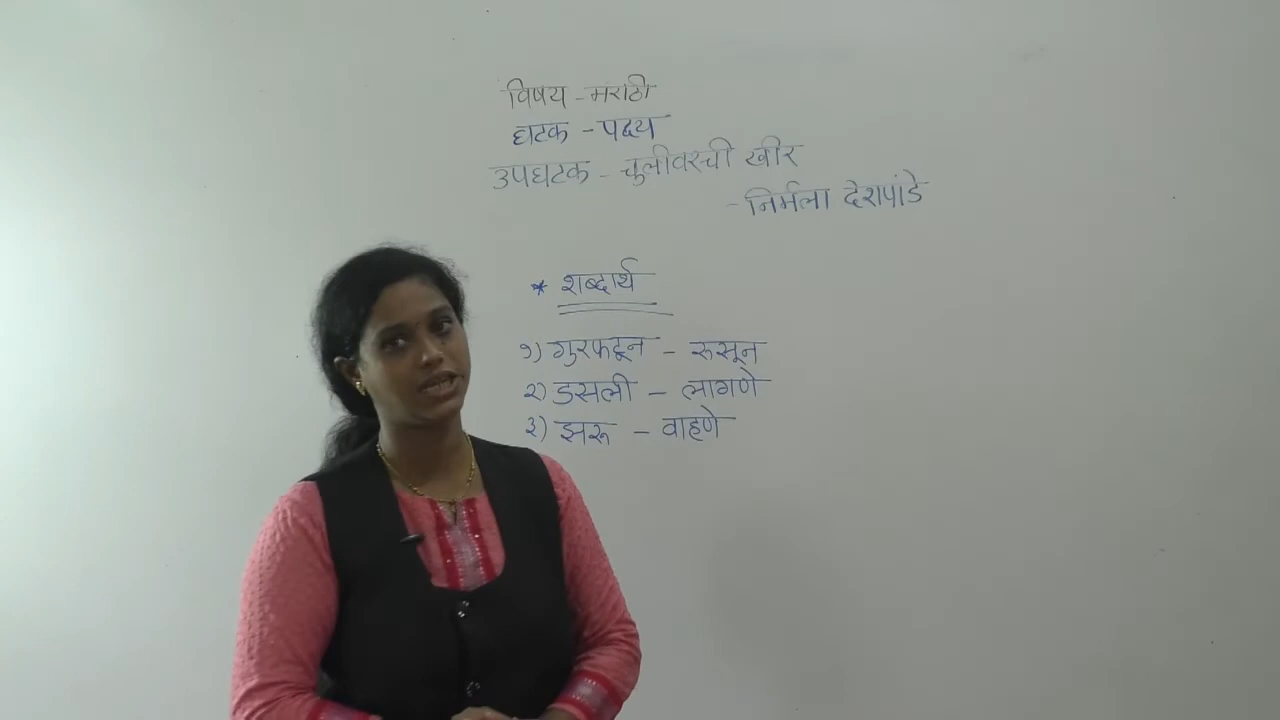 विषय - मराठी
घटक - पद्य
उपघटक - चुलीवरची खीर
- निर्मला देशपांडे
* शब्दार्थ
१) गुरफटून - रुसून
२) डसली - लागणे
३) झरू - वाहणे